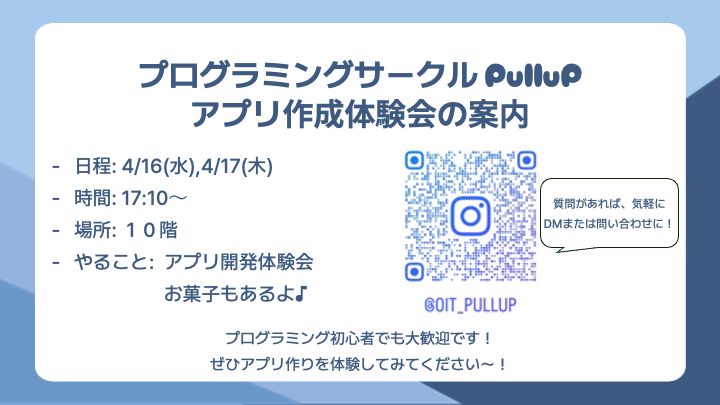 プログラミングサークル PulluP
アプリ作成体験会の案内
- 日程: 4/16(水),4/17(木)
- 時間: 17:10～
- 場所: １０階
- やること: アプリ開発体験会
お菓子もあるよ♪
質問があれば、気軽に
DMまたは問い合わせに！
@OIT_PULLUP
プログラミング初心者でも大歓迎です！
ぜひアプリ作りを体験してみてください～！